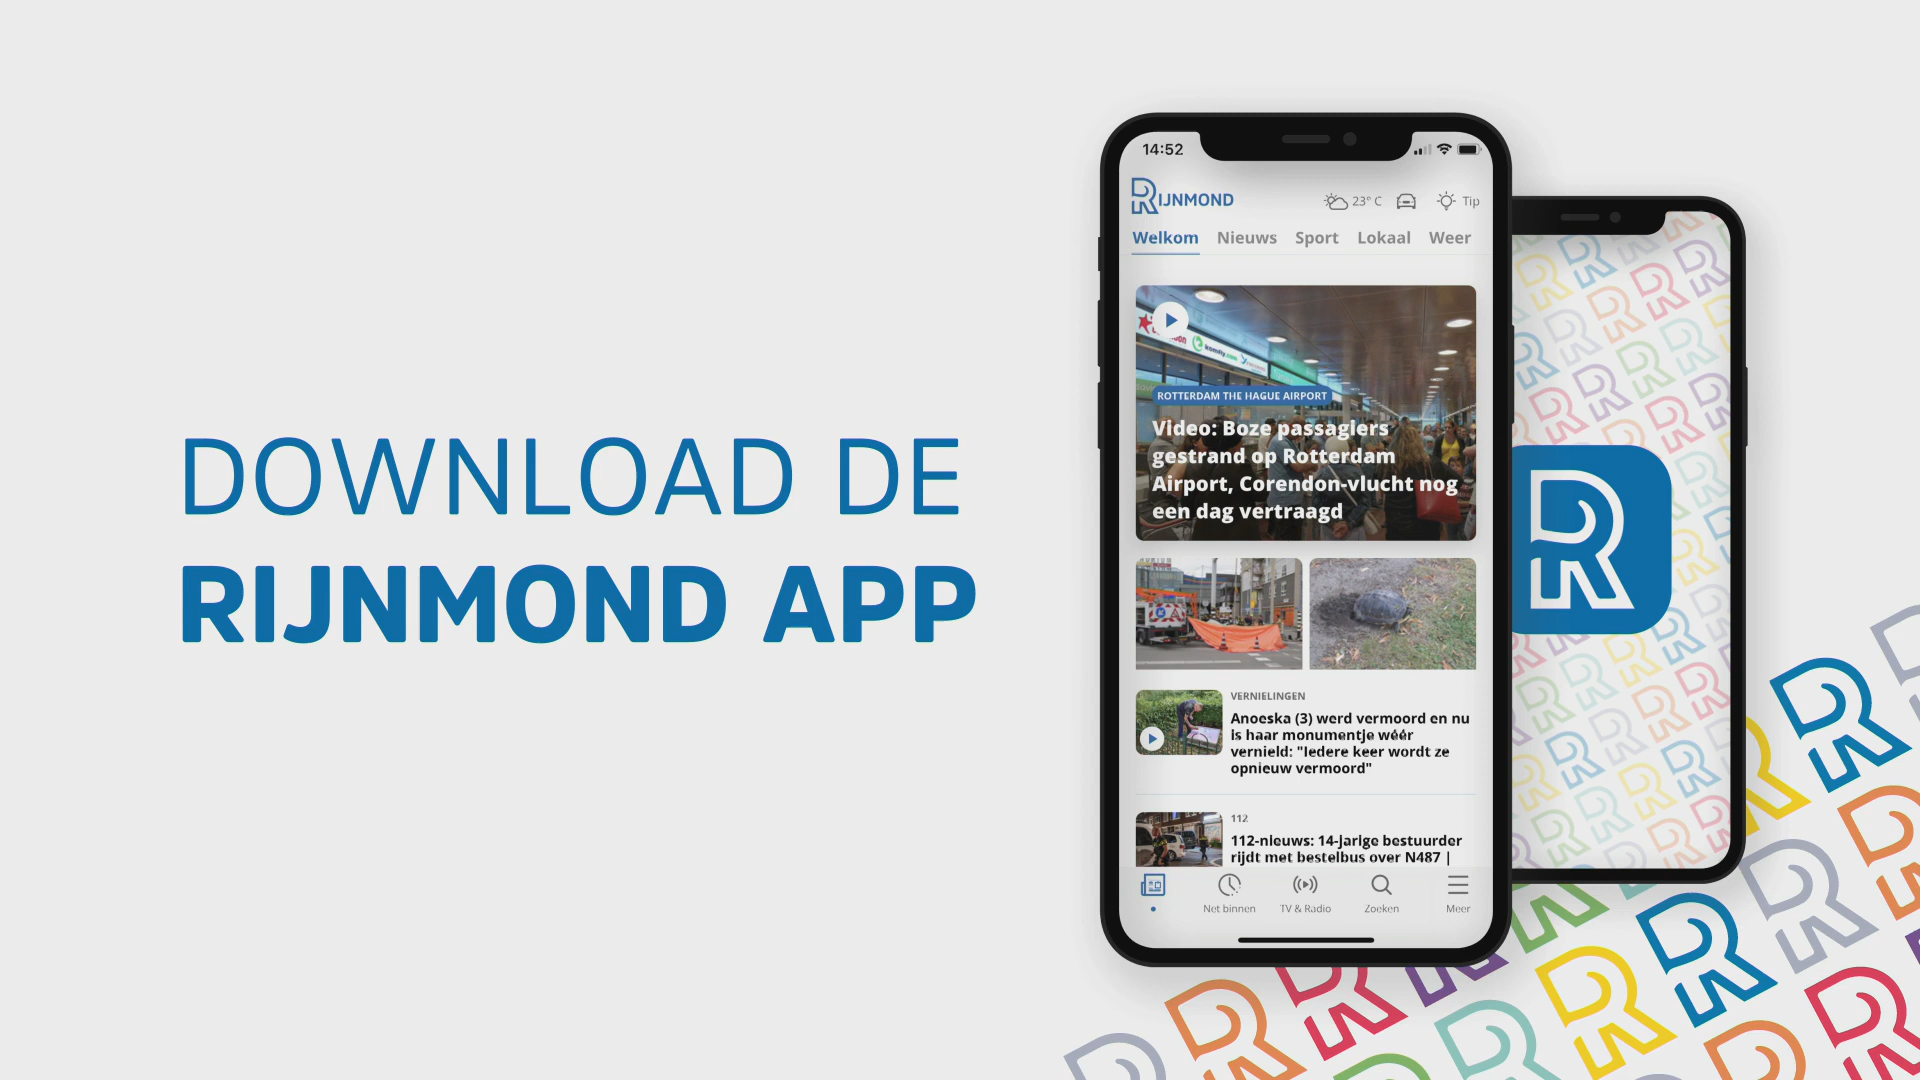 DOWNLOAD DE
RIJNMOND APP
14:52
RIJNMOND
23° C
Tip
Welkom Nieuws Sport Lokaal Weer
komfly.com
ROTTERDAM THE HAGUE AIRPORT
Video: Boze passagiers
gestrand op Rotterdam
Airport, Corendon-vlucht nog
een dag vertraagd
VERNIELINGEN
Anoeska (3) werd vermoord en nu
is haar monumentje wéér
vernield: "Iedere keer wordt ze
opnieuw vermoord"
112
112-nieuws: 14-jarige bestuurder
rijdt met bestelbus over N487 |
Net binnen TV & Radio Zoeken Meer